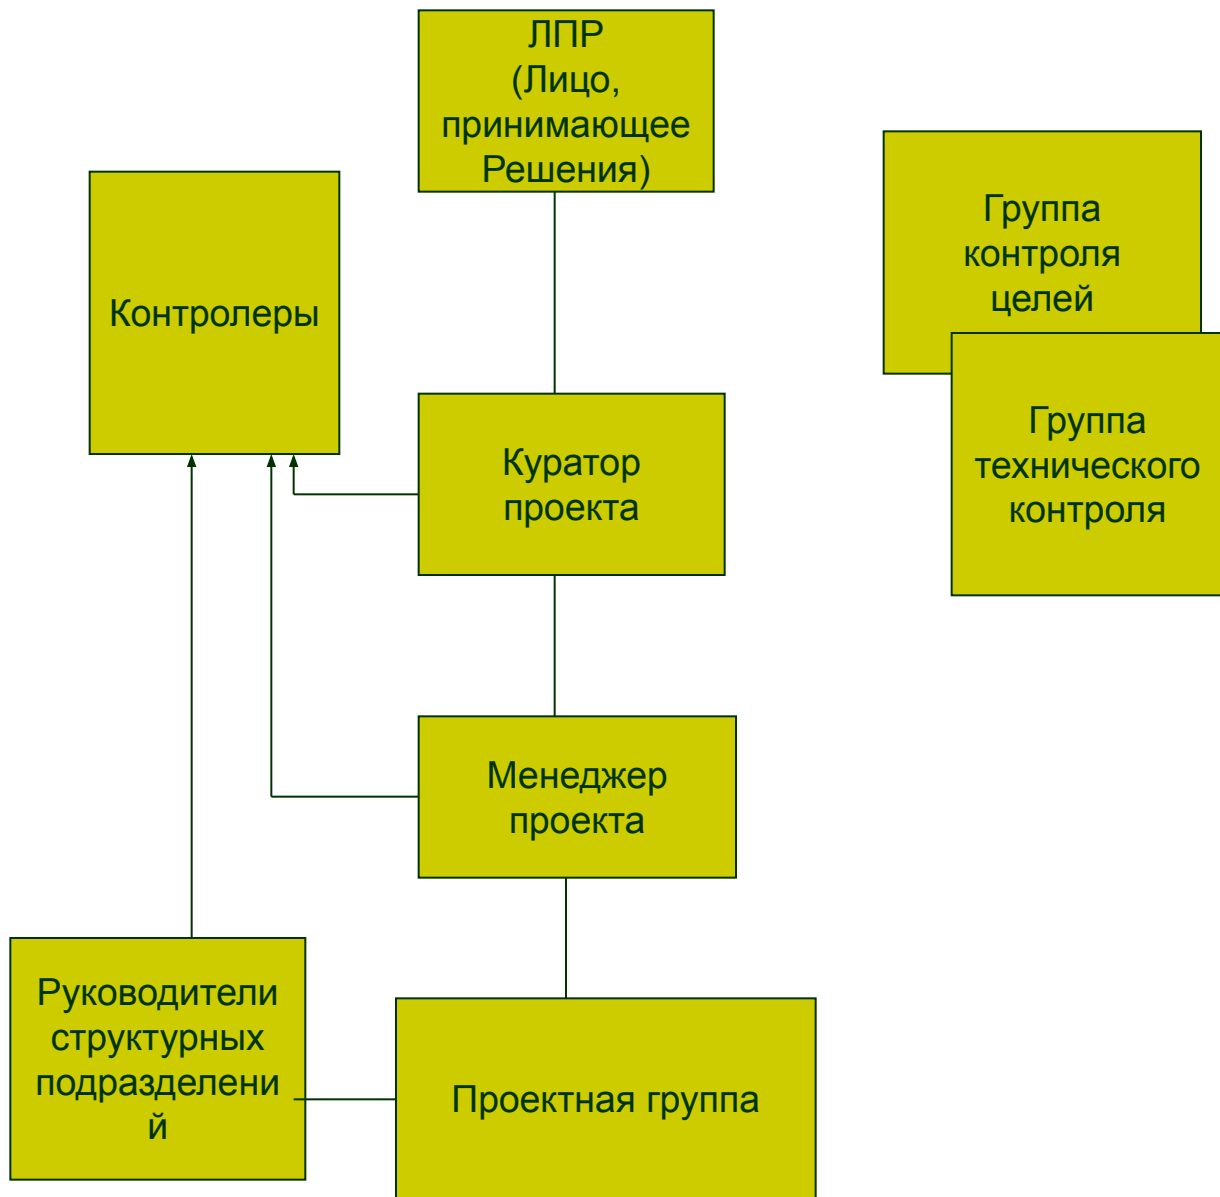 ЛПР
(Лицо,
принимающее
Решения)
Контролеры
Группа
контроля
целей
Группа
технического
контроля
Куратор
проекта
Менеджер
проекта
Руководители
структурных
подразделени
й
Проектная группа